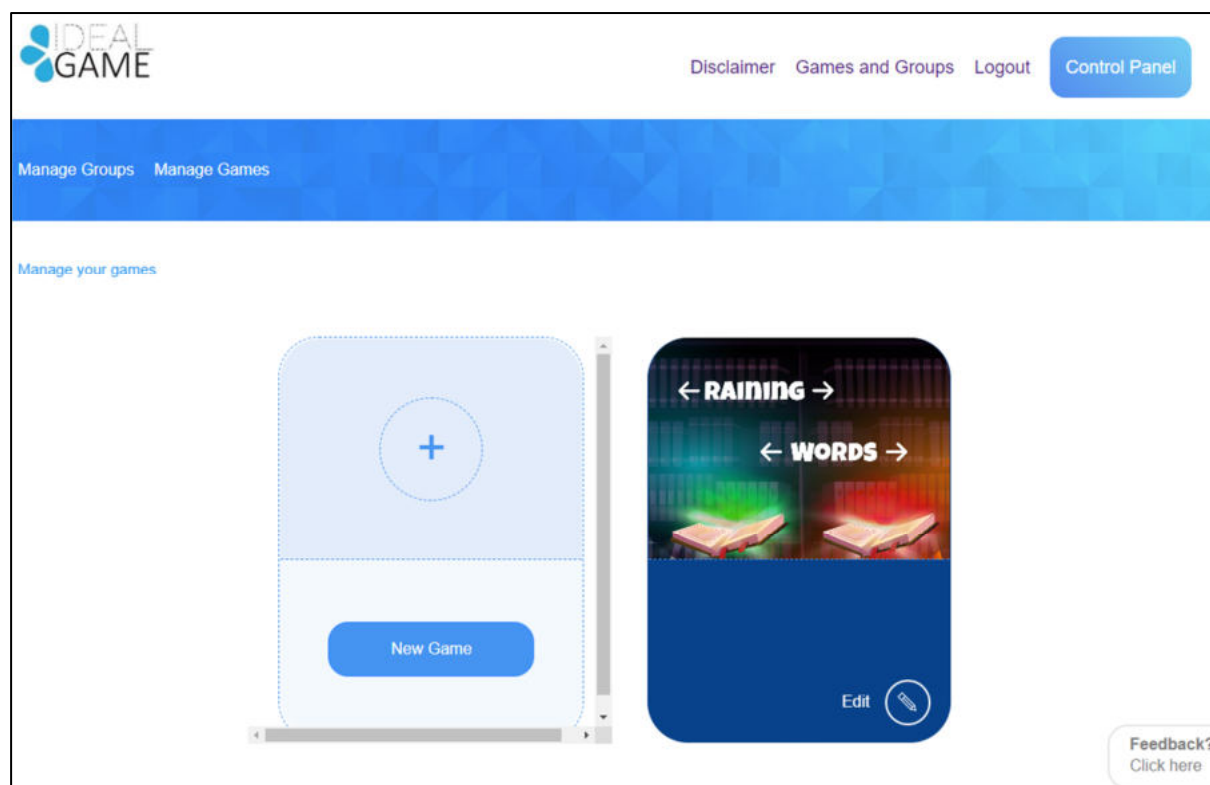 IDEAL
GAME
Disclaimer Games and Groups Logout Control Panel
Manage Groups Manage Games
Manage your games
← RAINING →
← WORDS →
+
New Game
Edit
Feedback?
Click here